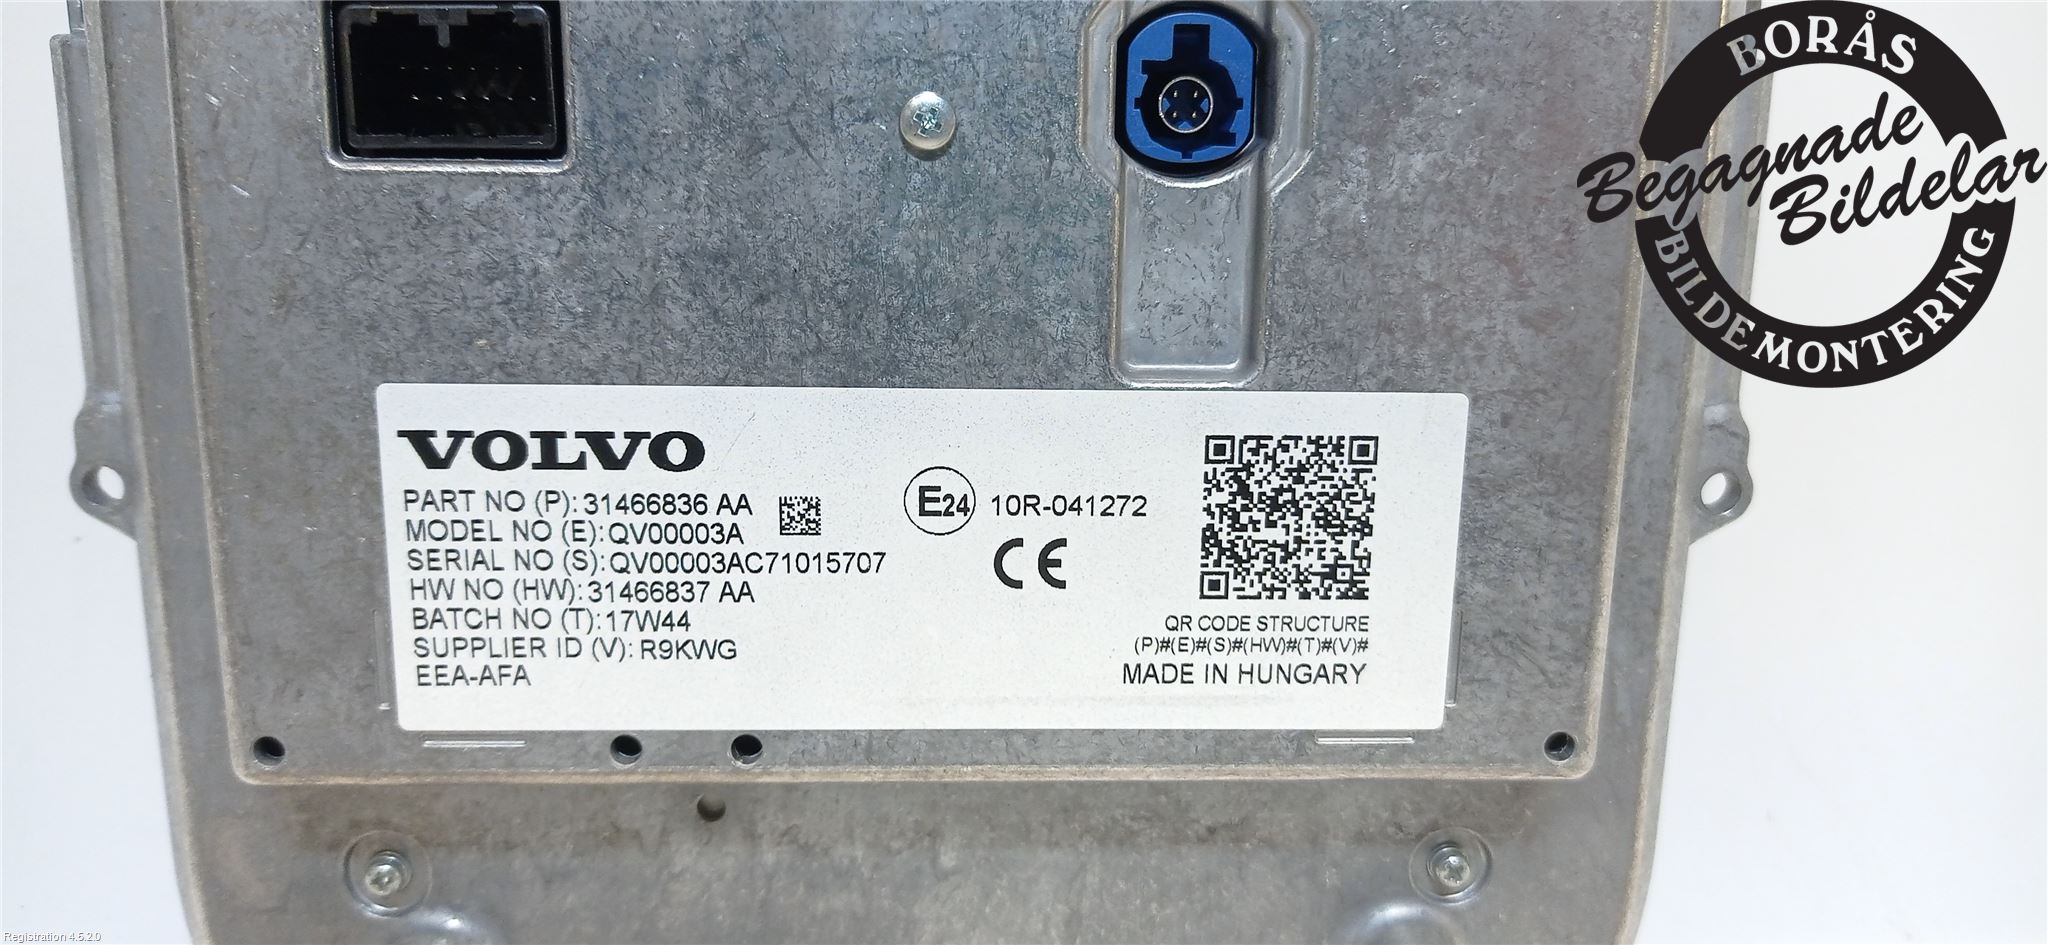 BORÅS
Begagnade
Bildelar
BILDEMONTERING
VOLVO
PART NO (P): 31466836 AA
MODEL NO (E): QV00003A
SERIAL NO (S): QV00003AC71015707
HW NO (HW): 31466837 AA
BATCH NO (T): 17W44
SUPPLIER ID (V): R9KWG
EEA-AFA
E24 10R-041272
CE
QR CODE STRUCTURE
(P)#(E)#(S)#(HW)#(T)#(V)#
MADE IN HUNGARY
Registration 4.5.2.0